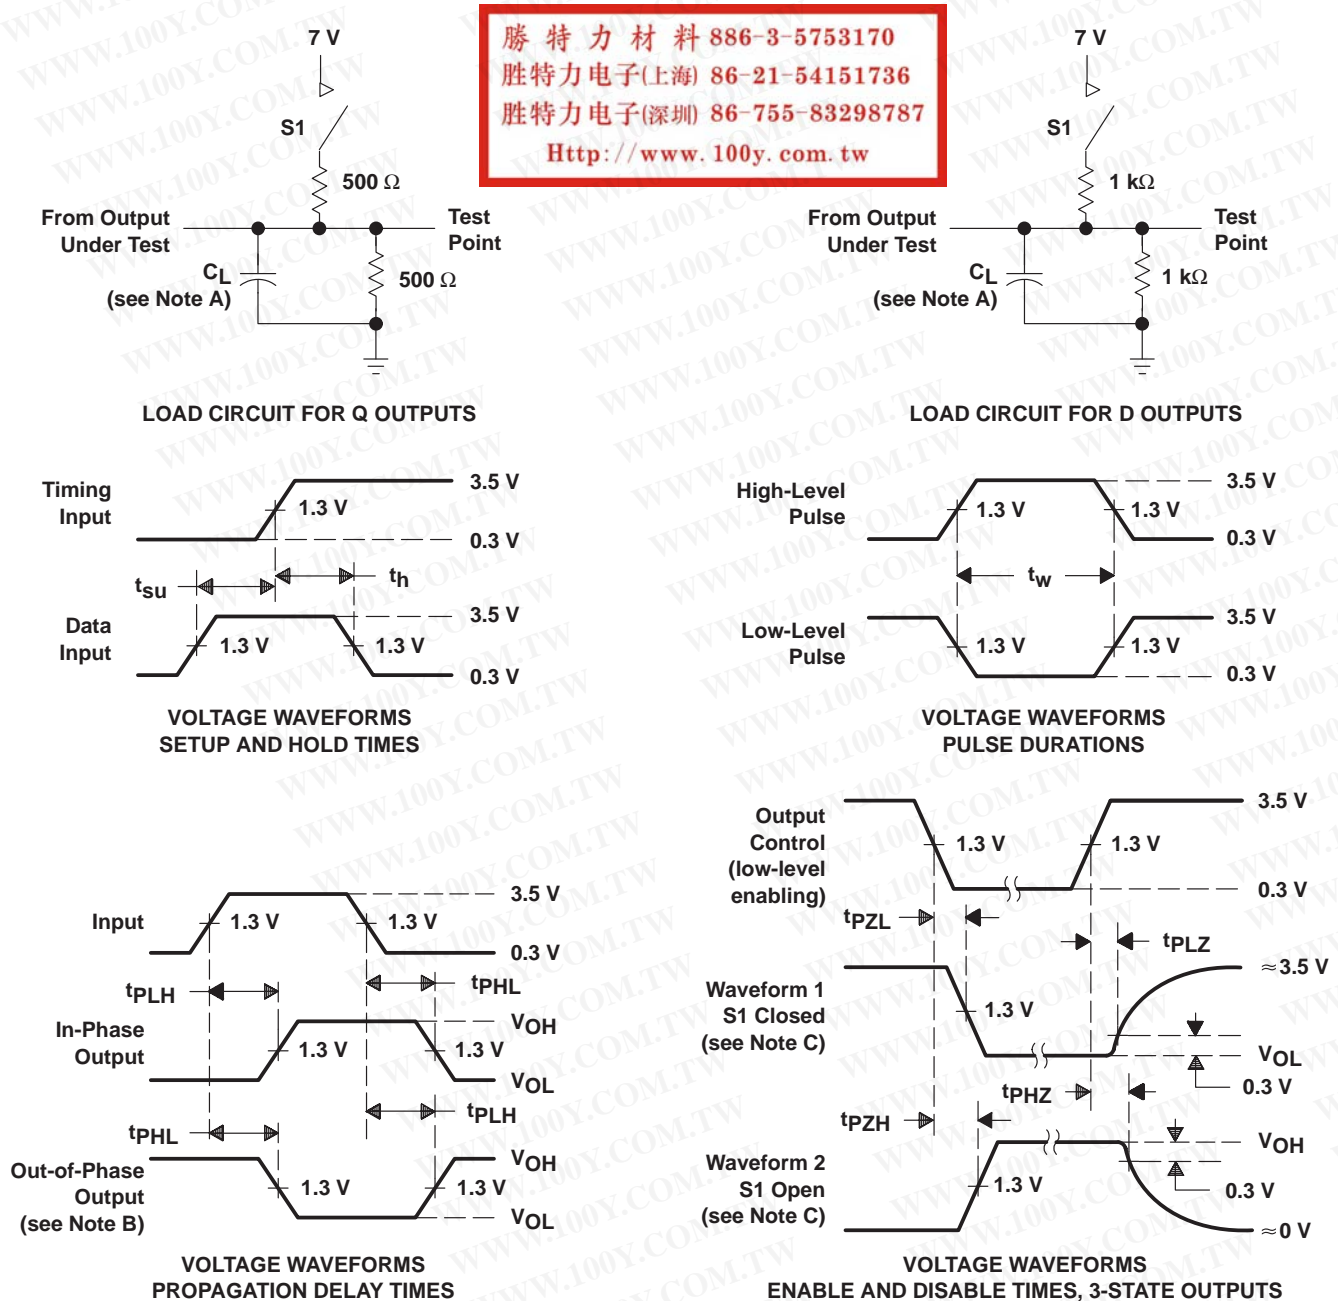 勝 特 力 材 料 886-3-5753170
胜特力电子(上海) 86-21-54151736
胜特力电子(深圳) 86-755-83298787
Http://www.100y.com.tw
7 V
S1
500 Ω
From Output
Under Test
Test
Point
CL
(see Note A)
500 Ω
LOAD CIRCUIT FOR Q OUTPUTS
7 V
S1
1 kΩ
From Output
Under Test
Test
Point
CL
(see Note A)
1 kΩ
LOAD CIRCUIT FOR D OUTPUTS
Timing
Input
3.5 V
1.3 V
0.3 V
tsu
th
Data
Input
3.5 V
1.3 V
1.3 V
0.3 V
VOLTAGE WAVEFORMS
SETUP AND HOLD TIMES
High-Level
Pulse
3.5 V
1.3 V
1.3 V
0.3 V
tw
Low-Level
Pulse
3.5 V
1.3 V
1.3 V
0.3 V
VOLTAGE WAVEFORMS
PULSE DURATIONS
Input
3.5 V
1.3 V
1.3 V
0.3 V
tPLH
tPHL
In-Phase
Output
VOH
1.3 V
1.3 V
VOL
tPHL
tPLH
Out-of-Phase
Output
(see Note B)
VOH
1.3 V
1.3 V
VOL
VOLTAGE WAVEFORMS
PROPAGATION DELAY TIMES
Output
Control
(low-level
enabling)
3.5 V
1.3 V
1.3 V
0.3 V
tPZL
tPLZ
Waveform 1
S1 Closed
(see Note C)
≈3.5 V
1.3 V
VOL
0.3 V
tPZH
tPHZ
Waveform 2
S1 Open
(see Note C)
VOH
1.3 V
0.3 V
≈0 V
VOLTAGE WAVEFORMS
ENABLE AND DISABLE TIMES, 3-STATE OUTPUTS
WWW.100Y.COM.TW